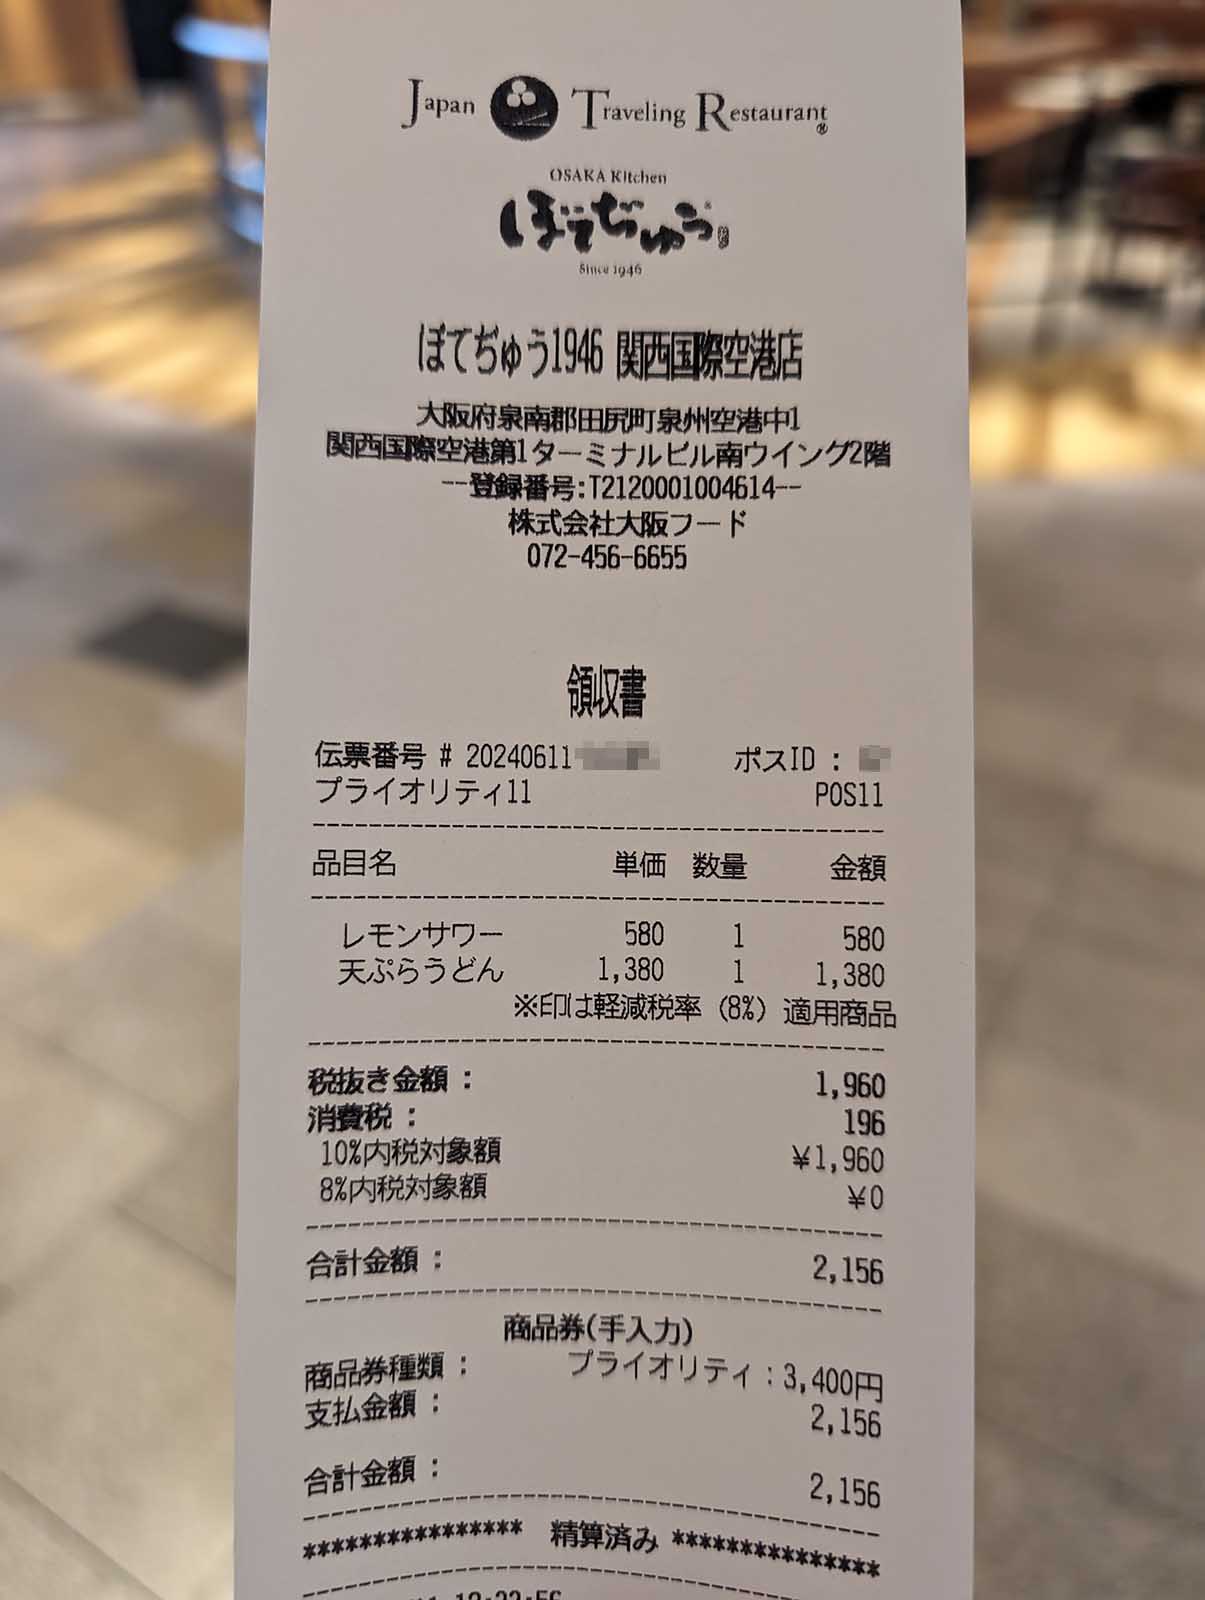 Japan Traveling Restaurant®
OSAKA Kitchen
ぼてぢゅう®
Since 1946
ぼてぢゅう1946 関西国際空港店
大阪府泉南郡田尻町泉州空港中1
関西国際空港第1ターミナルビル南ウイング2階
--登録番号:T2120001004614--
株式会社大阪フード
072-456-6655
領収書
伝票番号 # 20240611 ポスID :
プライオリティ11 POS11
品目名 単価 数量 金額
レモンサワー 580 1 580
天ぷらうどん 1,380 1 1,380
※印は軽減税率 (8%) 適用商品
税抜き金額 : 1,960
消費税 : 196
10%内税対象額 ¥1,960
8%内税対象額 ¥0
合計金額 : 2,156
商品券(手入力)
商品券種類 : プライオリティ:3,400円
支払金額 : 2,156
合計金額 : 2,156
*************** 精算済み ***************